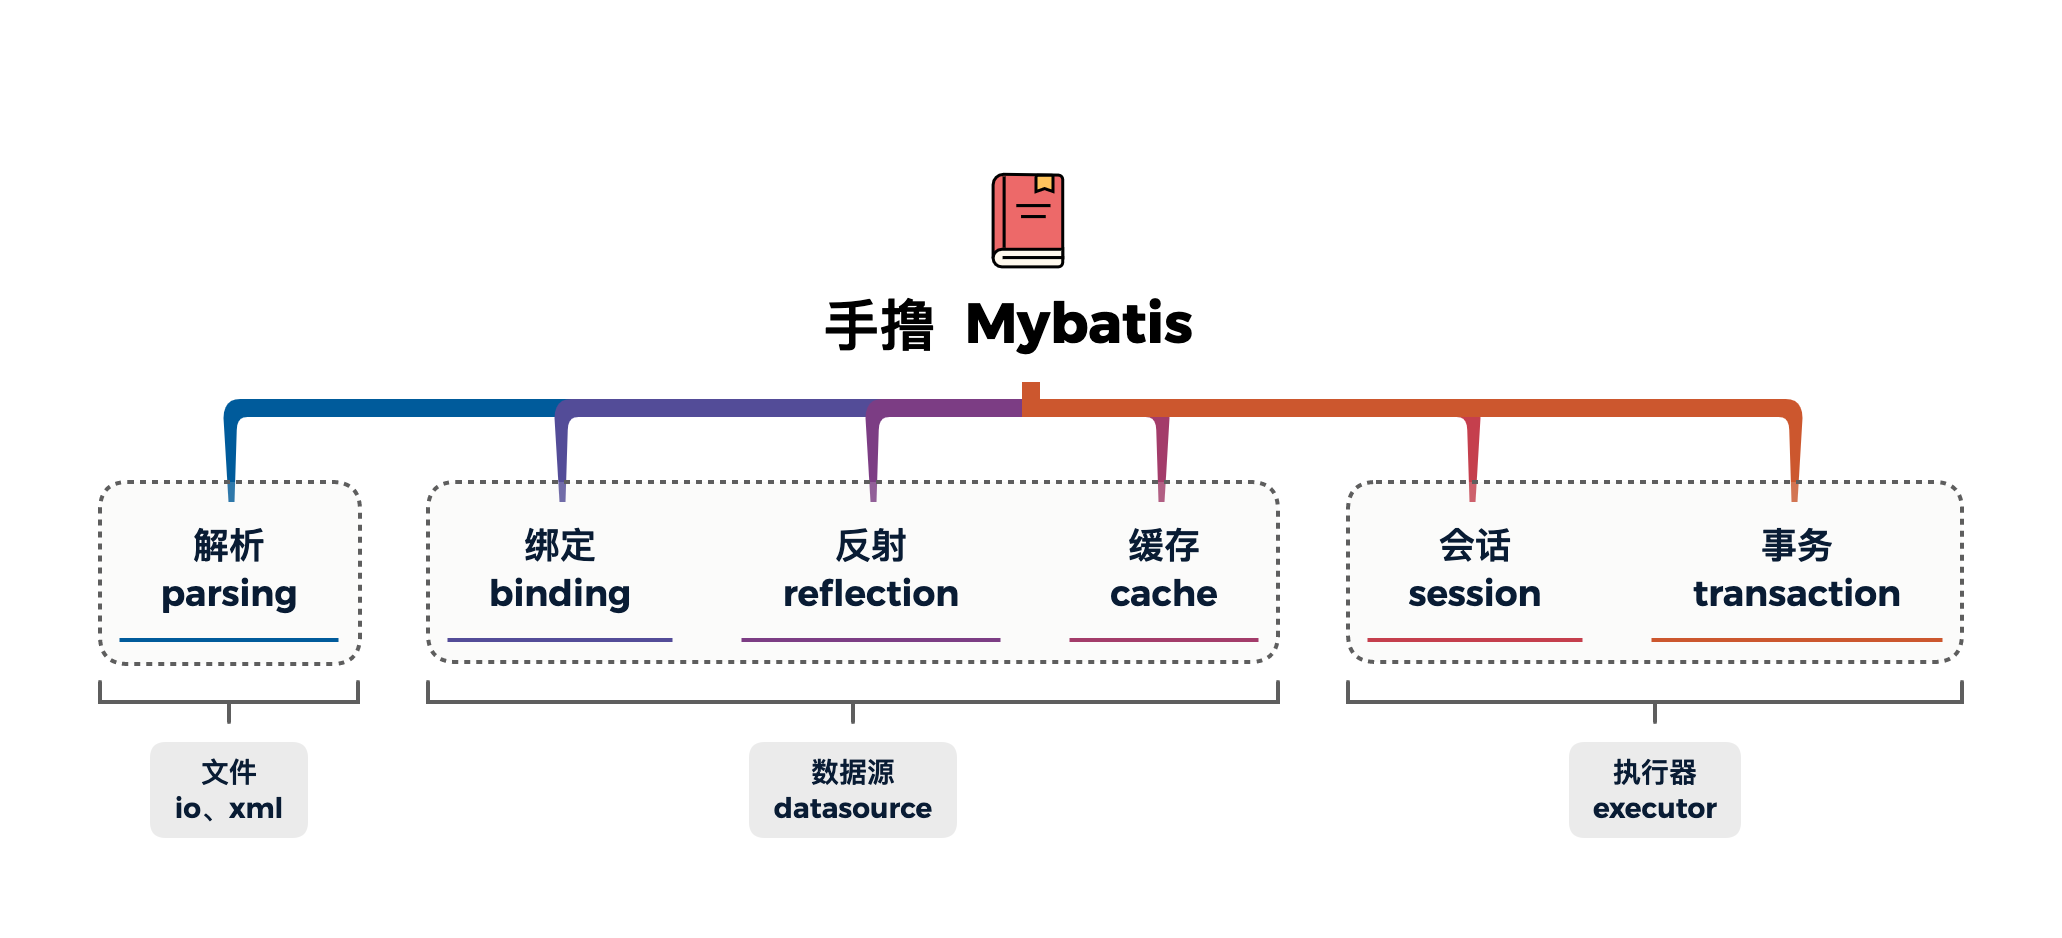 手撸 Mybatis
解析
parsing
绑定
binding
反射
reflection
缓存
cache
会话
session
事务
transaction
文件
io、xml
数据源
datasource
执行器
executor